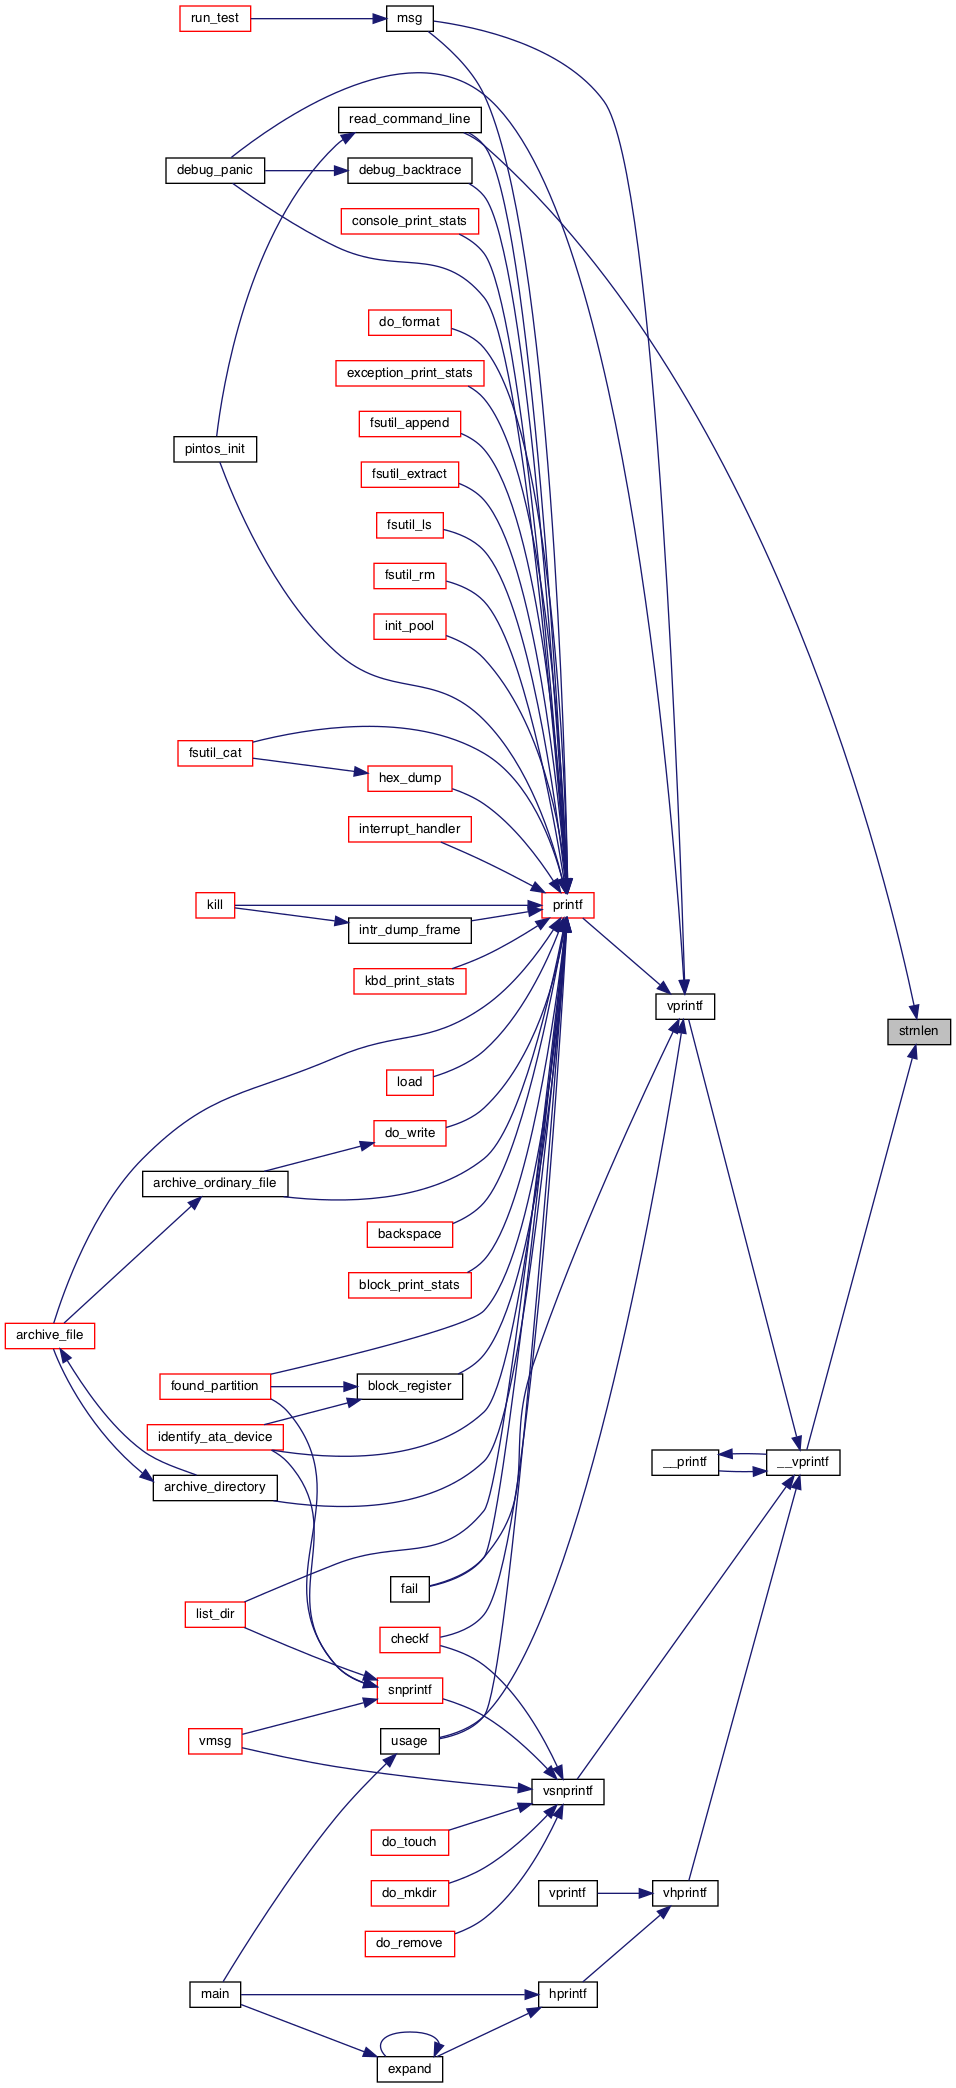 run_test
msg
read_command_line
debug_panic
debug_backtrace
console_print_stats
do_format
exception_print_stats
fsutil_append
pintos_init
fsutil_extract
fsutil_ls
fsutil_rm
init_pool
fsutil_cat
hex_dump
interrupt_handler
kill
printf
intr_dump_frame
kbd_print_stats
vprintf
strnlen
load
do_write
archive_ordinary_file
backspace
block_print_stats
archive_file
found_partition
block_register
identify_ata_device
__printf
__vprintf
archive_directory
fail
list_dir
checkf
snprintf
vmsg
usage
vsnprintf
do_touch
do_mkdir
vprintf
vhprintf
do_remove
main
hprintf
expand